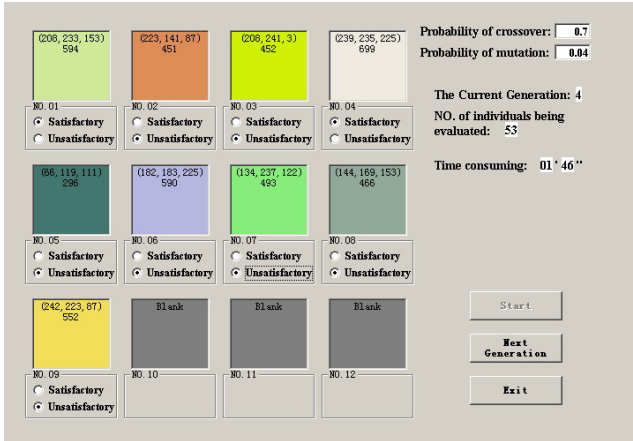 (208, 233, 153)
594
(223, 141, 87)
451
(208, 241, 3)
452
(239, 235, 225)
699
NO. 01
Satisfactory
Unsatisfactory
NO. 02
Satisfactory
Unsatisfactory
NO. 03
Satisfactory
Unsatisfactory
NO. 04
Satisfactory
Unsatisfactory
(66, 119, 111)
296
(182, 183, 225)
590
(134, 237, 122)
493
(144, 169, 153)
466
NO. 05
Satisfactory
Unsatisfactory
NO. 06
Satisfactory
Unsatisfactory
NO. 07
Satisfactory
Unsatisfactory
NO. 08
Satisfactory
Unsatisfactory
(242, 223, 87)
552
Blank
Blank
Blank
NO. 09
Satisfactory
Unsatisfactory
NO. 10
NO. 11
NO. 12
Probability of crossover: 0.7
Probability of mutation: 0.04
The Current Generation: 4
NO. of individuals being
evaluated: 53
Time consuming: 01 ' 46 "
Start
Next
Generation
Exit